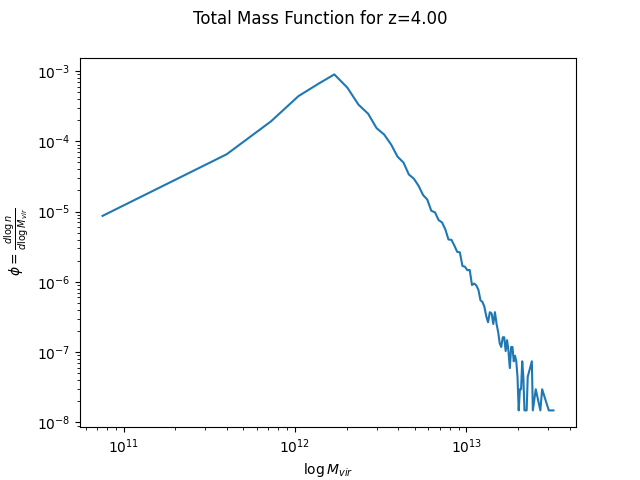 Total Mass Function for z=4.00
10⁻³
10⁻⁴
10⁻⁵
10⁻⁶
10⁻⁷
10⁻⁸
ϕ = d log n / d log M_vir
10¹¹ 10¹² 10¹³
log M_vir